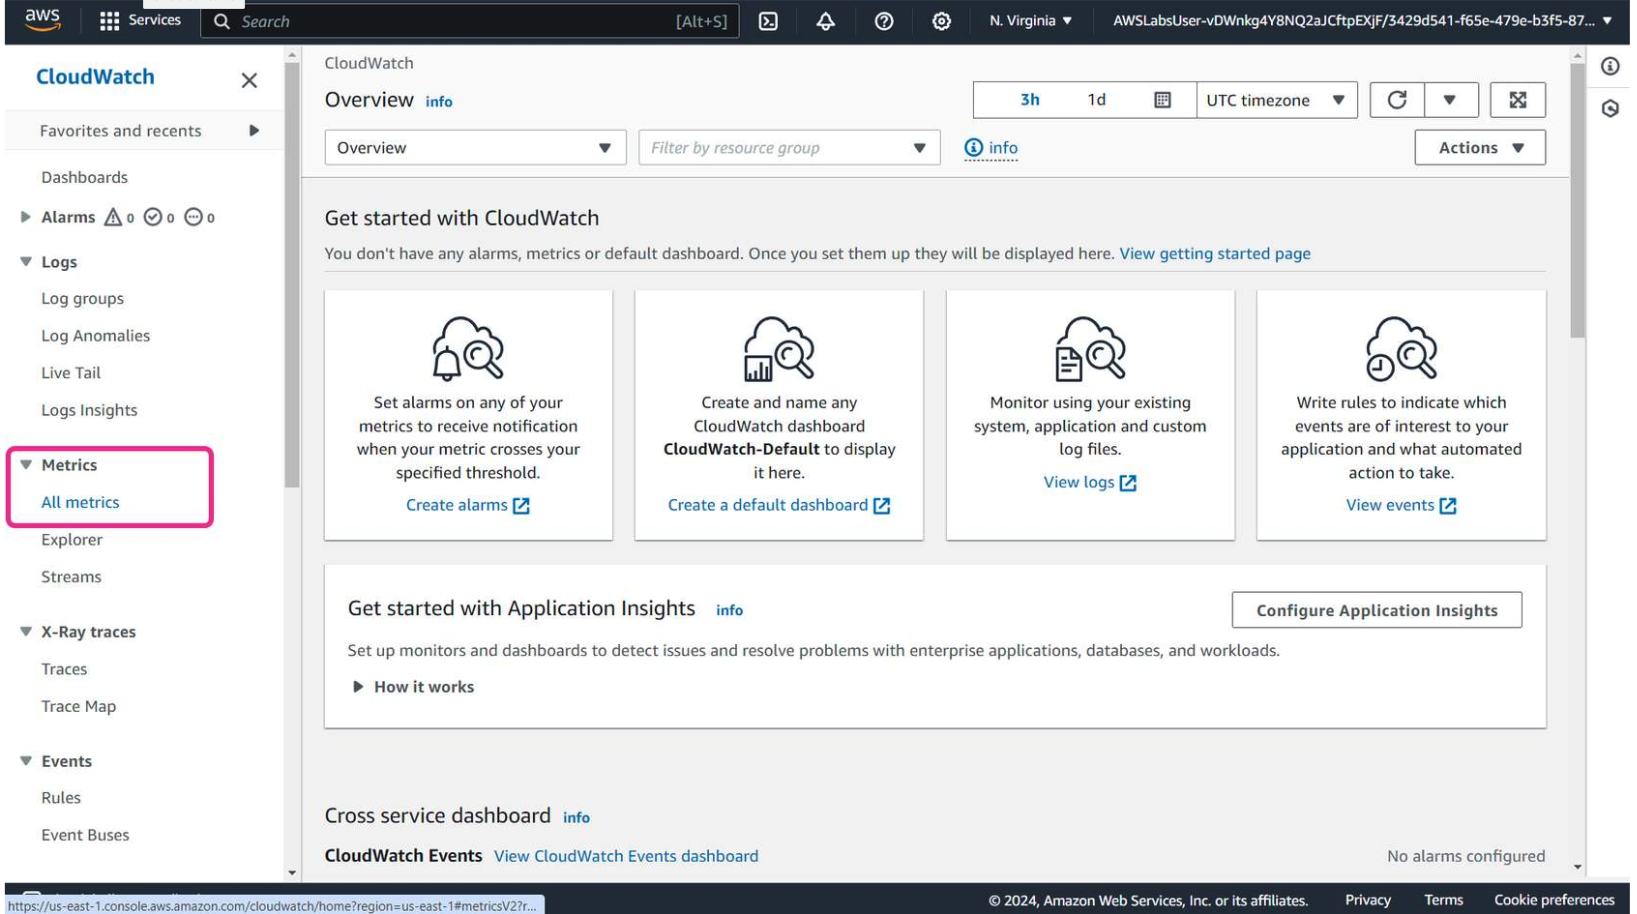 aws
Services
Search
[Alt+S]
N. Virginia
AWSLabsUser-vDWnkg4Y8NQ2aJCftpEXjF/3429d541-f65e-479e-b3f5-87...
CloudWatch
Favorites and recents
Dashboards
Alarms 0 0 0
Logs
Log groups
Log Anomalies
Live Tail
Logs Insights
Metrics
All metrics
Explorer
Streams
X-Ray traces
Traces
Trace Map
Events
Rules
Event Buses
CloudWatch
Overview info
3h 1d UTC timezone
Overview
Filter by resource group
info
Actions
Get started with CloudWatch
You don't have any alarms, metrics or default dashboard. Once you set them up they will be displayed here. View getting started page
Set alarms on any of your
metrics to receive notification
when your metric crosses your
specified threshold.
Create alarms
Create and name any
CloudWatch dashboard
CloudWatch-Default to display
it here.
Create a default dashboard
Monitor using your existing
system, application and custom
log files.
View logs
Write rules to indicate which
events are of interest to your
application and what automated
action to take.
View events
Get started with Application Insights info
Configure Application Insights
Set up monitors and dashboards to detect issues and resolve problems with enterprise applications, databases, and workloads.
How it works
Cross service dashboard info
CloudWatch Events View CloudWatch Events dashboard
No alarms configured
https://us-east-1.console.aws.amazon.com/cloudwatch/home?region=us-east-1#metricsV2?r...
© 2024, Amazon Web Services, Inc. or its affiliates.
Privacy
Terms
Cookie preferences